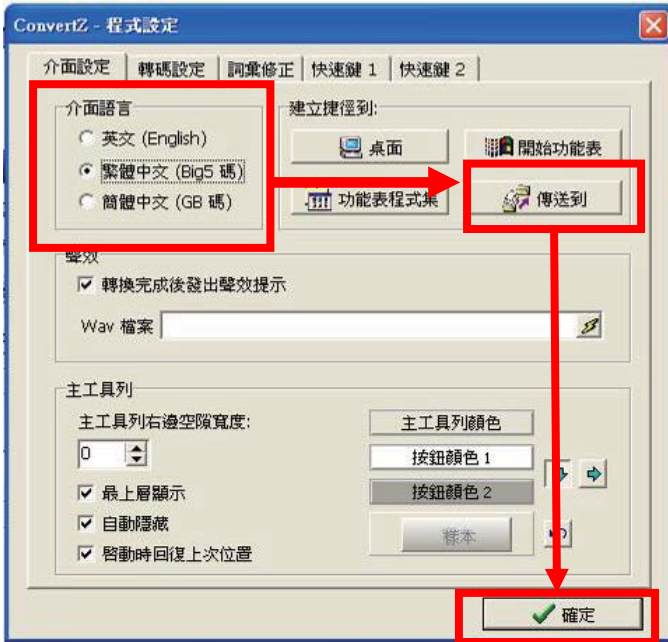 ConvertZ - 程式設定
介面設定 轉碼設定 詞彙修正 快速鍵 1 快速鍵 2
介面語言
英文 (English)
繁體中文 (Big5 碼)
簡體中文 (GB 碼)
建立捷徑到:
桌面 開始功能表
功能表程式集 傳送到
聲效
轉換完成後發出聲效提示
Wav 檔案
主工具列
主工具列右邊空隙寬度:
0
最上層顯示
自動隱藏
啓動時回復上次位置
主工具列顏色
按鈕顏色 1
按鈕顏色 2
樣本
確定